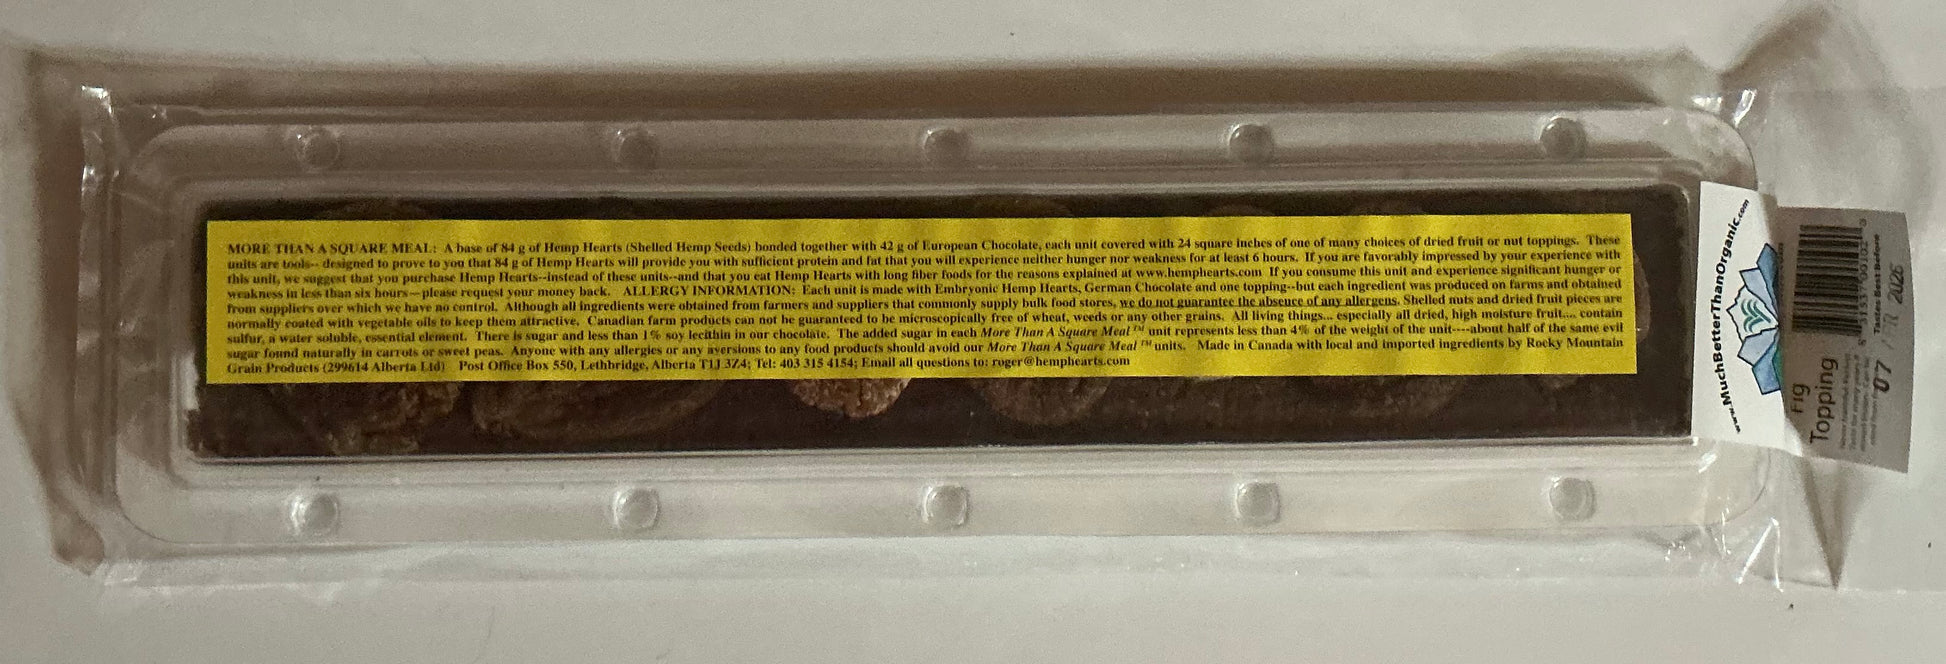 MORE THAN A SQUARE MEAL: A base of 84 g of Hemp Hearts (Shelled Hemp Seeds) bonded together with 42 g of European Chocolate, each unit covered with 24 square inches of one of many choices of dried fruit or nut toppings. These
units are tools-- designed to prove to you that 84 g of Hemp Hearts will provide you with sufficient protein and fat that you will experience neither hunger nor weakness for at least 6 hours. If you are favorably impressed by your experience with
this unit, we suggest that you purchase Hemp Hearts--instead of these units--and that you eat Hemp Hearts with long fiber foods for the reasons explained at www.hemphearts.com If you consume this unit and experience significant hunger or
weakness in less than six hours—please request your money back. ALLERGY INFORMATION: Each unit is made with Embryonic Hemp Hearts, German Chocolate and one topping--but each ingredient was produced on farms and obtained
from suppliers over which we have no control. Although all ingredients were obtained from farmers and suppliers that commonly supply bulk food stores, we do not guarantee the absence of any allergens. Shelled nuts and dried fruit pieces are
normally coated with vegetable oils to keep them attractive. Canadian farm products can not be guaranteed to be microscopically free of wheat, weeds or any other grains. All living things... especially all dried, high moisture fruit.... contain
sulfur, a water soluble, essential element. There is sugar and less than 1% soy lecithin in our chocolate. The added sugar in each More Than A Square Meal ™ unit represents less than 4% of the weight of the unit----about half of the same evil
sugar found naturally in carrots or sweet peas. Anyone with any allergies or any aversions to any food products should avoid our More Than A Square Meal ™ units. Made in Canada with local and imported ingredients by Rocky Mountain
Grain Products (299614 Alberta Ltd) Post Office Box 550, Lethbridge, Alberta T1J 3Z4; Tel: 403 315 4154; Email all questions to: roger@hemphearts.com
www.MuchBetterThanOrganic.com
Fig
Topping
Tastes Best Before
07